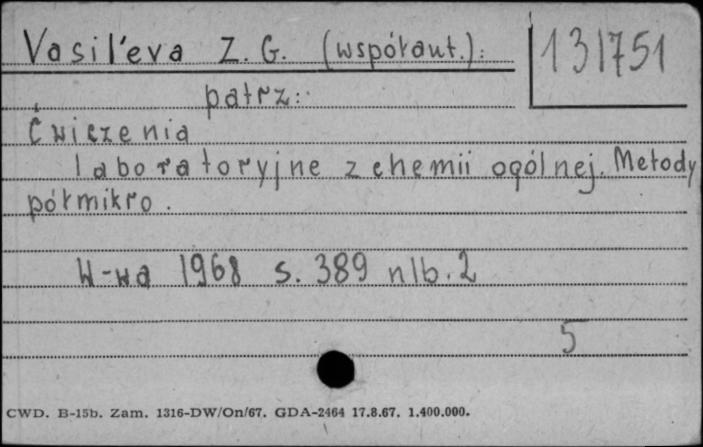 Vasil'eva Z. G. (współaut.):
131751
patrz:
Ćwiczenia
laboratoryjne z chemii ogólnej. Metody
półmikro.
W-wa 1968 s. 389 nlb. 2
5
CWD. B-15b. Zam. 1316-DW/On/67. GDA-2464 17.8.67. 1.400.000.